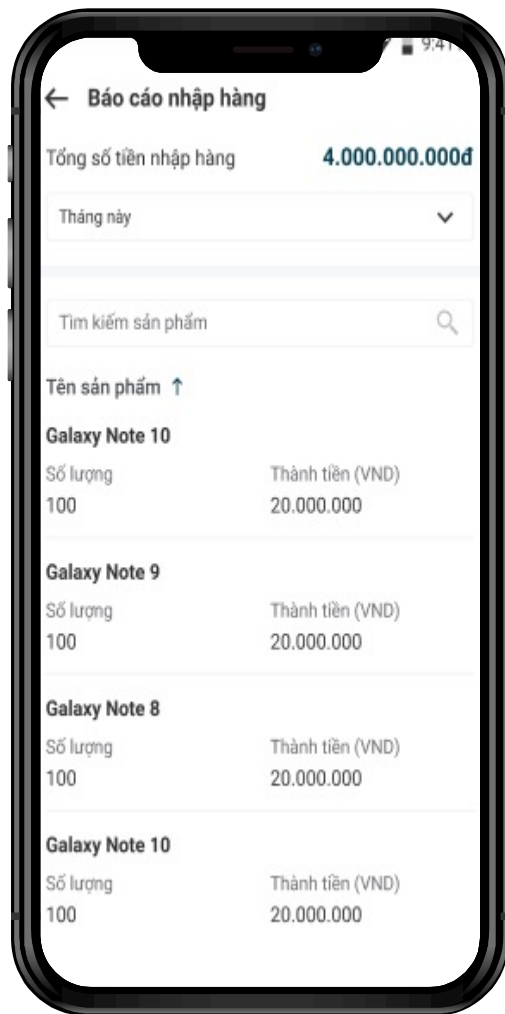 9:41
Báo cáo nhập hàng
Tổng số tiền nhập hàng 4.000.000.000đ
Tháng này
Tìm kiếm sản phẩm
Tên sản phẩm ↑
Galaxy Note 10
Số lượng Thành tiền (VND)
100 20.000.000
Galaxy Note 9
Số lượng Thành tiền (VND)
100 20.000.000
Galaxy Note 8
Số lượng Thành tiền (VND)
100 20.000.000
Galaxy Note 10
Số lượng Thành tiền (VND)
100 20.000.000